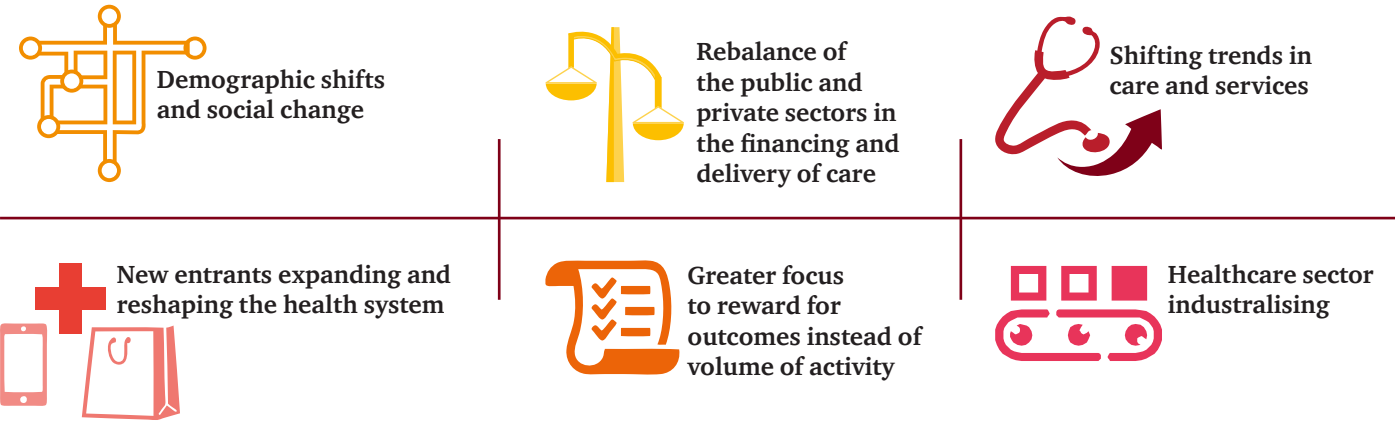 Demographic shifts
and social change
Rebalance of
the public and
private sectors in
the financing and
delivery of care
Shifting trends in
care and services
New entrants expanding and
reshaping the health system
Greater focus
to reward for
outcomes instead of
volume of activity
Healthcare sector
industralising